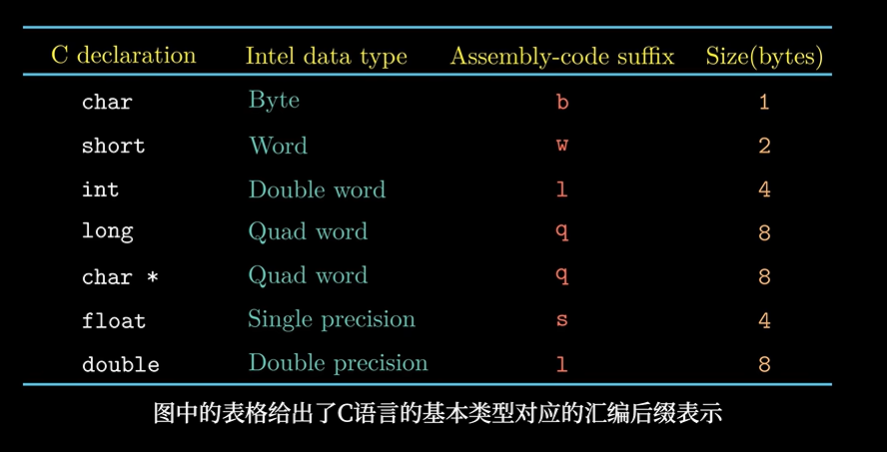 C declaration Intel data type Assembly-code suffix Size(bytes)
char Byte b 1
short Word w 2
int Double word l 4
long Quad word q 8
char * Quad word q 8
float Single precision s 4
double Double precision l 8
图中的表格给出了C语言的基本类型对应的汇编后缀表示